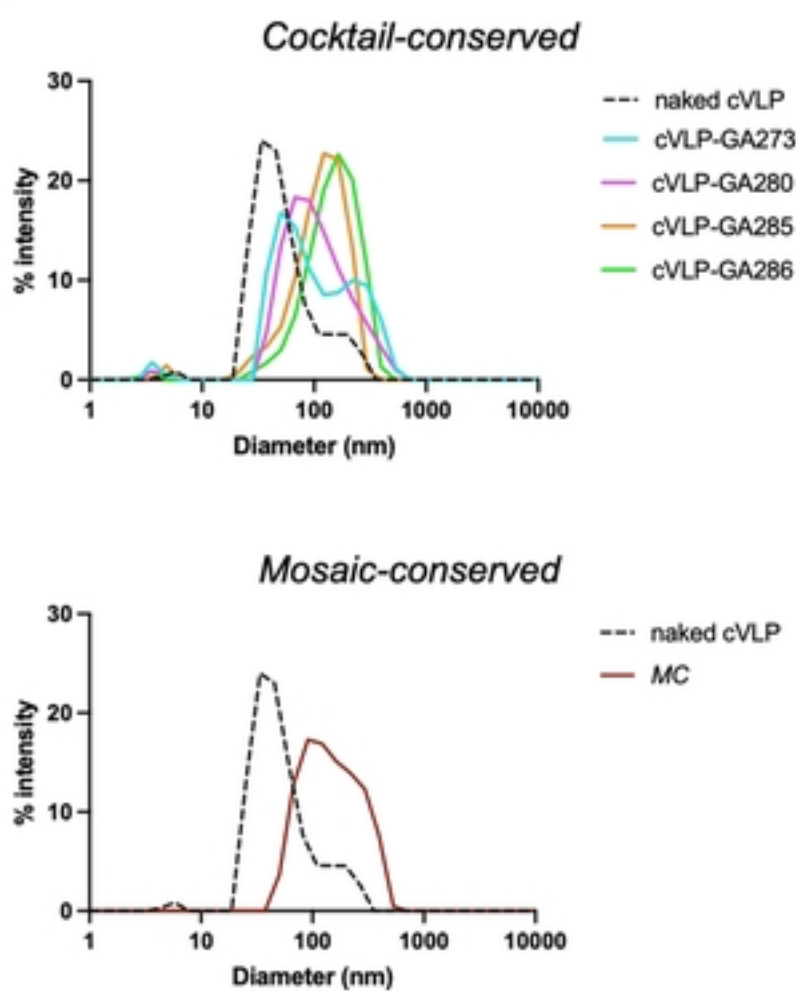 Cocktail-conserved
30
20
10
0
% intensity
1 10 100 1000 10000
Diameter (nm)
naked cVLP
cVLP-GA273
cVLP-GA280
cVLP-GA285
cVLP-GA286
Mosaic-conserved
30
20
10
0
% intensity
1 10 100 1000 10000
Diameter (nm)
naked cVLP
MC